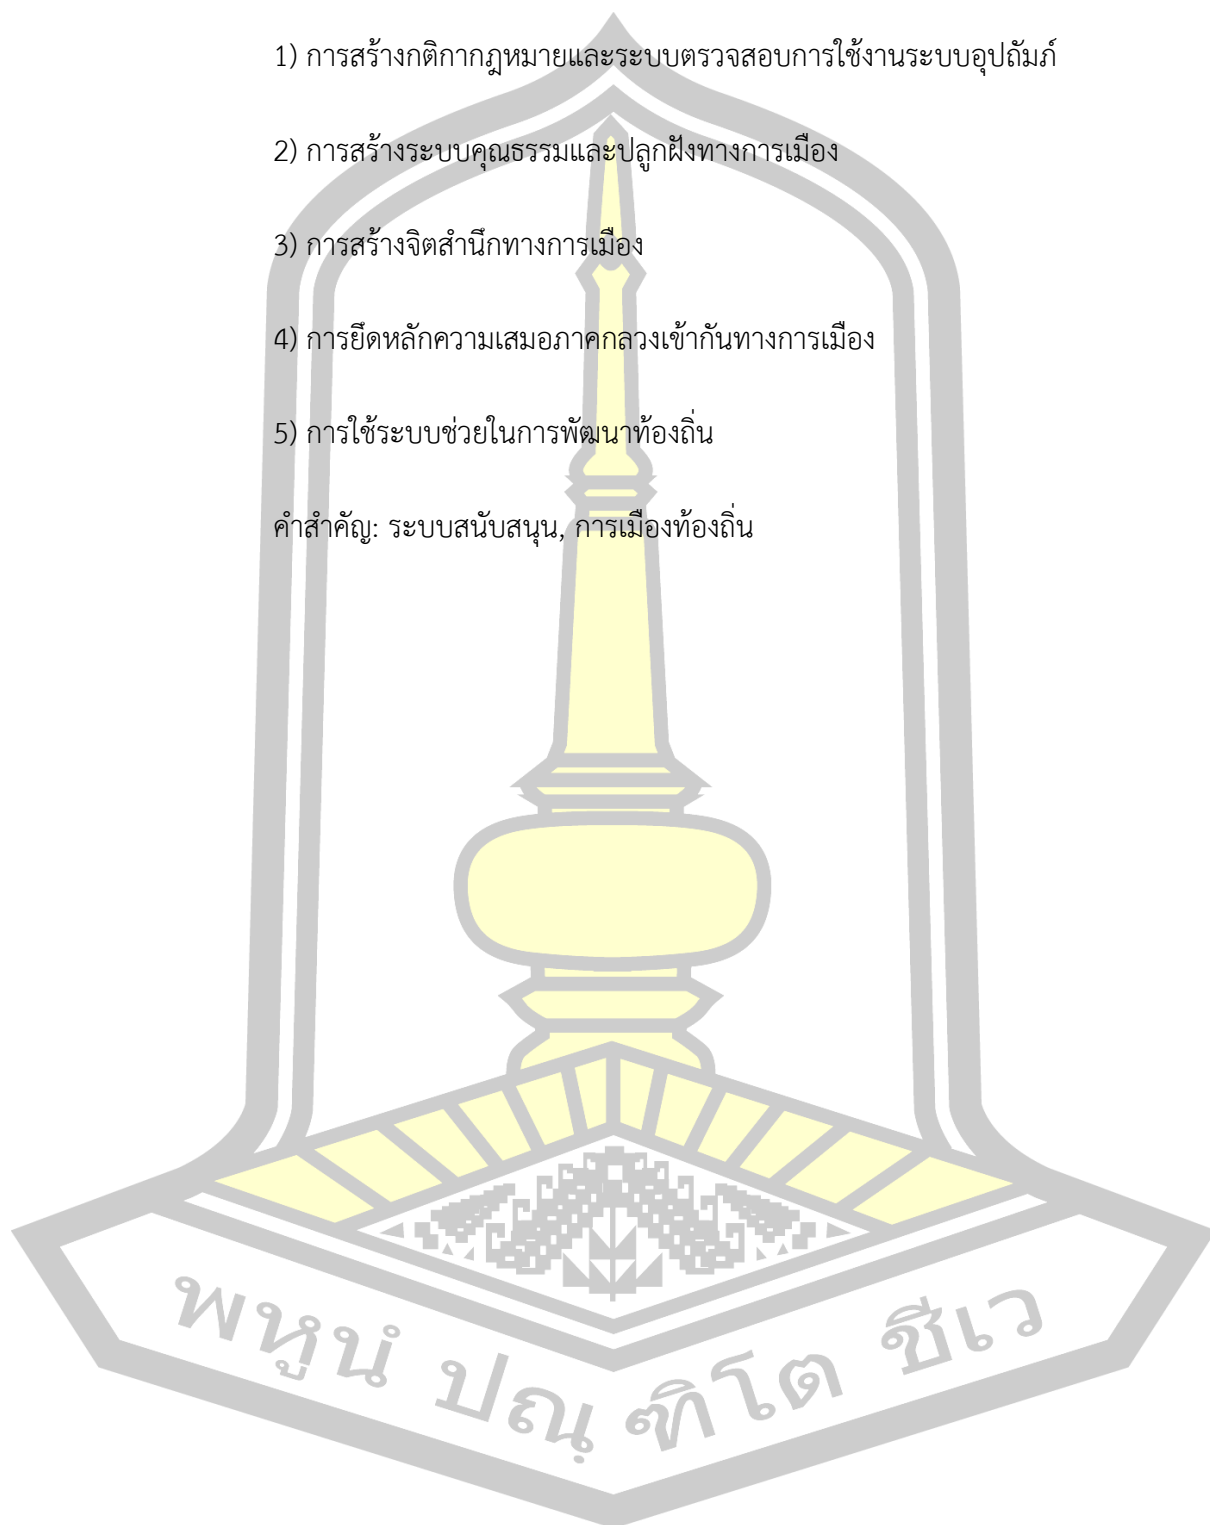 1) การสร้างกติกากฎหมายและระบบตรวจสอบการใช้งานระบบอุปถัมภ์
2) การสร้างระบบคุณธรรมและปลูกฝังทางการเมือง
3) การสร้างจิตสำนึกทางการเมือง
4) การยึดหลักความเสมอภาคกลวงเข้ากันทางการเมือง
5) การใช้ระบบช่วยในการพัฒนาท้องถิ่น
คำสำคัญ: ระบบสนับสนุน, การเมืองท้องถิ่น
พหูนํ ปณฺฑิโต ชีเว